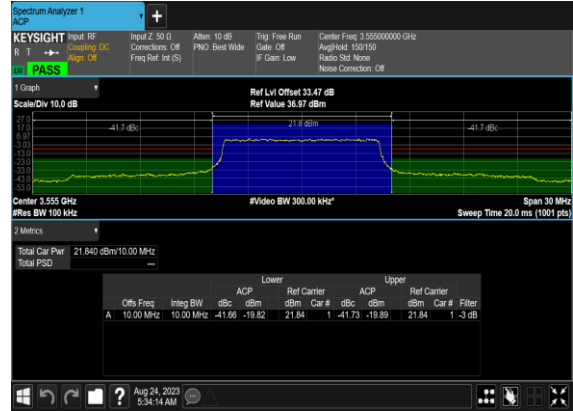 Spectrum Analyzer 1
ACP
KEYSIGHT Input: RF Input Z: 50 Ω Atten: 10 dB Trig: Free Run Center Freq: 3.555000000 GHz
R T Coupling: DC Corrections: Off PNO: Best Wide Gate: Off Avg|Hold: 150/150
Align: Off Freq Ref: Int (S) IF Gain: Low Radio Std: None
LW PASS Noise Correction: Off
1 Graph Ref Lvl Offset 33.47 dB
Scale/Div 10.0 dB Ref Value 36.97 dBm
27.0
17.0 -41.7 dBc 21.8 dBm -41.7 dBc
6.97
-3.03
-13.0
-23.0
-33.0
-43.0
-53.0
Center 3.555 GHz #Video BW 300.00 kHz* Span 30 MHz
#Res BW 100 kHz Sweep Time 20.0 ms (1001 pts)
2 Metrics
Total Car Pwr 21.840 dBm/10.00 MHz
Total PSD —
Lower Upper
ACP Ref Carrier ACP Ref Carrier
Offs Freq Integ BW dBc dBm dBm Car # dBc dBm dBm Car # Filter
A 10.00 MHz 10.00 MHz -41.66 -19.82 21.84 1 -41.73 -19.89 21.84 1 -3 dB
? Aug 24, 2023
5:34:14 AM